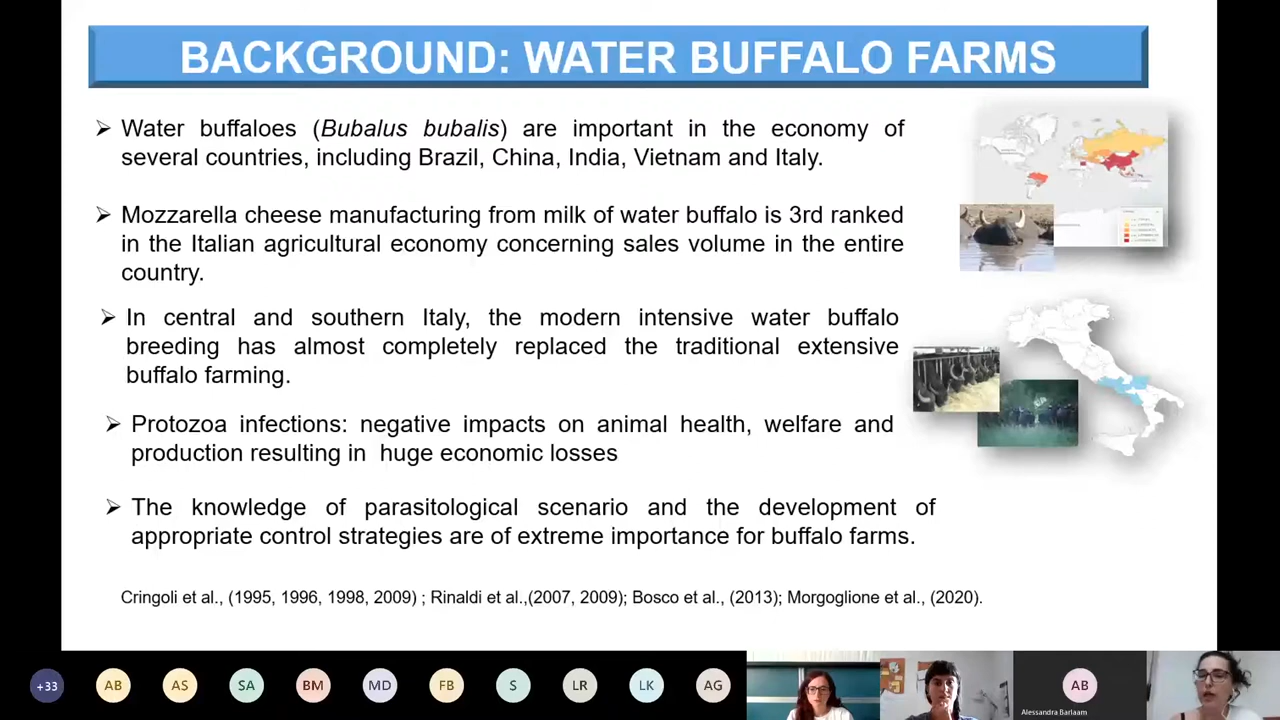 BACKGROUND: WATER BUFFALO FARMS
➢ Water buffaloes (Bubalus bubalis) are important in the economy of
several countries, including Brazil, China, India, Vietnam and Italy.
➢ Mozzarella cheese manufacturing from milk of water buffalo is 3rd ranked
in the Italian agricultural economy concerning sales volume in the entire
country.
➢ In central and southern Italy, the modern intensive water buffalo
breeding has almost completely replaced the traditional extensive
buffalo farming.
➢ Protozoa infections: negative impacts on animal health, welfare and
production resulting in huge economic losses
➢ The knowledge of parasitological scenario and the development of
appropriate control strategies are of extreme importance for buffalo farms.
Cringoli et al., (1995, 1996, 1998, 2009) ; Rinaldi et al.,(2007, 2009); Bosco et al., (2013); Morgoglione et al., (2020).
+33 AB AS SA BM MD FB S LR LK AG AB
Alessandra Barlaam